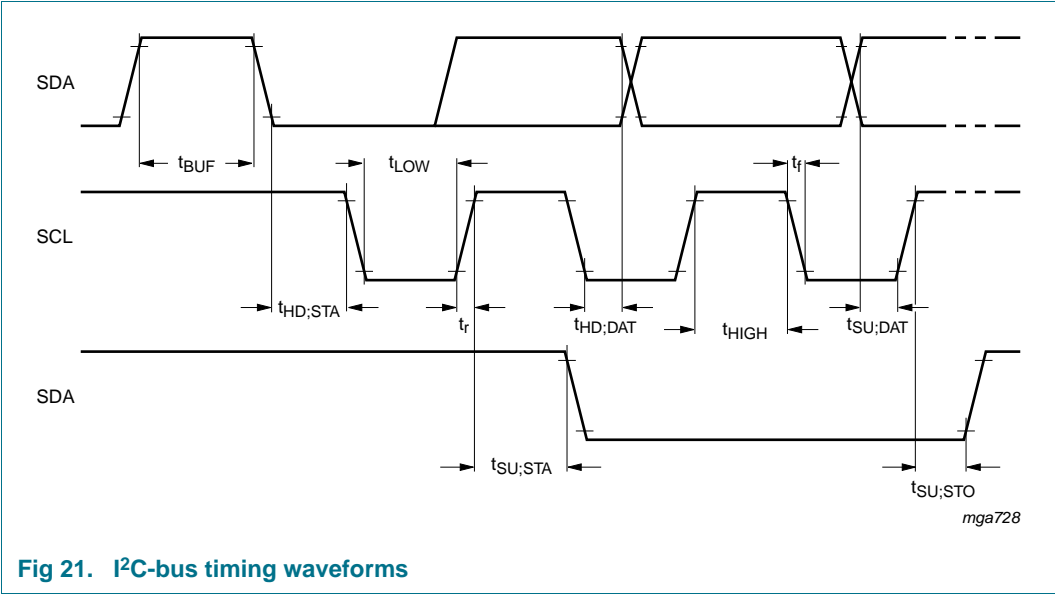 SDA
tBUF
tLOW
tf
SCL
tHD;STA
tr
tHD;DAT
tHIGH
tSU;DAT
SDA
tSU;STA
tSU;STO
mga728
Fig 21. I²C-bus timing waveforms